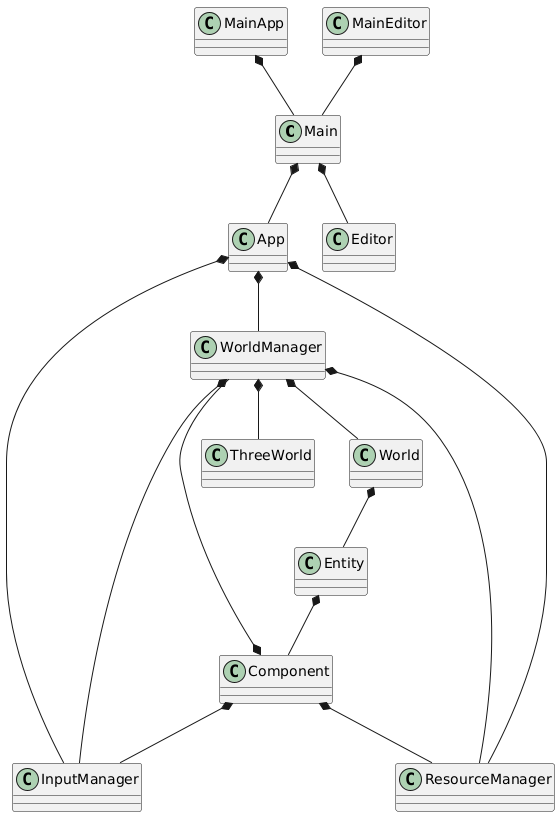 C MainApp
C MainEditor
C Main
C App
C Editor
C WorldManager
C ThreeWorld
C World
C Entity
C Component
C InputManager
C ResourceManager